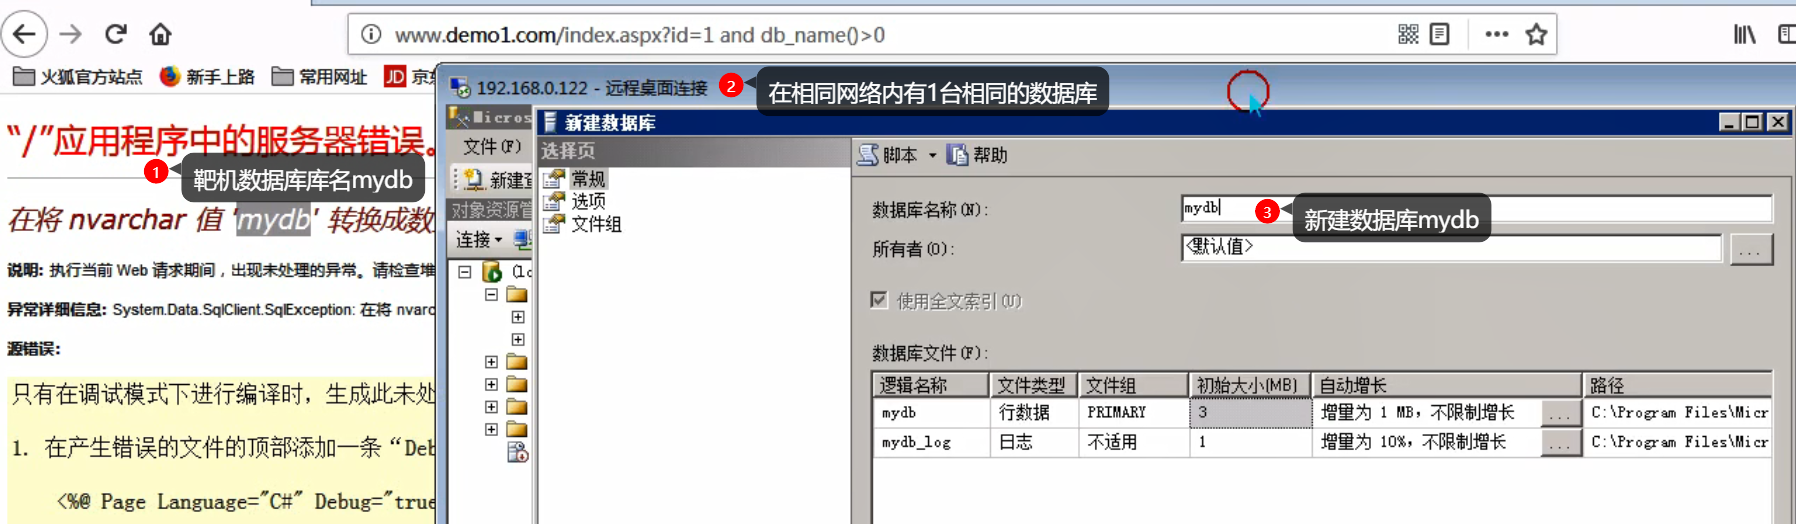 www.demo1.com/index.aspx?id=1 and db_name()>0
火狐官方站点 新手上路 常用网址 JD 京东
192.168.0.122 - 远程桌面连接
2 在相同网络内有1台相同的数据库
“/”应用程序中的服务器错误。
1 靶机数据库库名mydb
在将 nvarchar 值 'mydb' 转换成数
说明: 执行当前 Web 请求期间，出现未处理的异常。请检查堆
异常详细信息: System.Data.SqlClient.SqlException: 在将 nvarc
源错误:
只有在调试模式下进行编译时，生成此未处
1. 在产生错误的文件的顶部添加一条“Deb
<%@ Page Language="C#" Debug="true
Micros
文件(F)
新建查
对象资源管
连接
(lo
新建数据库
选择页
常规
选项
文件组
脚本 帮助
数据库名称(N): mydb
3 新建数据库mydb
所有者(O): <默认值> ...
使用全文索引(U)
数据库文件(F):
逻辑名称 文件类型 文件组 初始大小(MB) 自动增长 路径
mydb 行数据 PRIMARY 3 增量为 1 MB，不限制增长 ... C:\Program Files\Micr
mydb_log 日志 不适用 1 增量为 10%，不限制增长 ... C:\Program Files\Micr